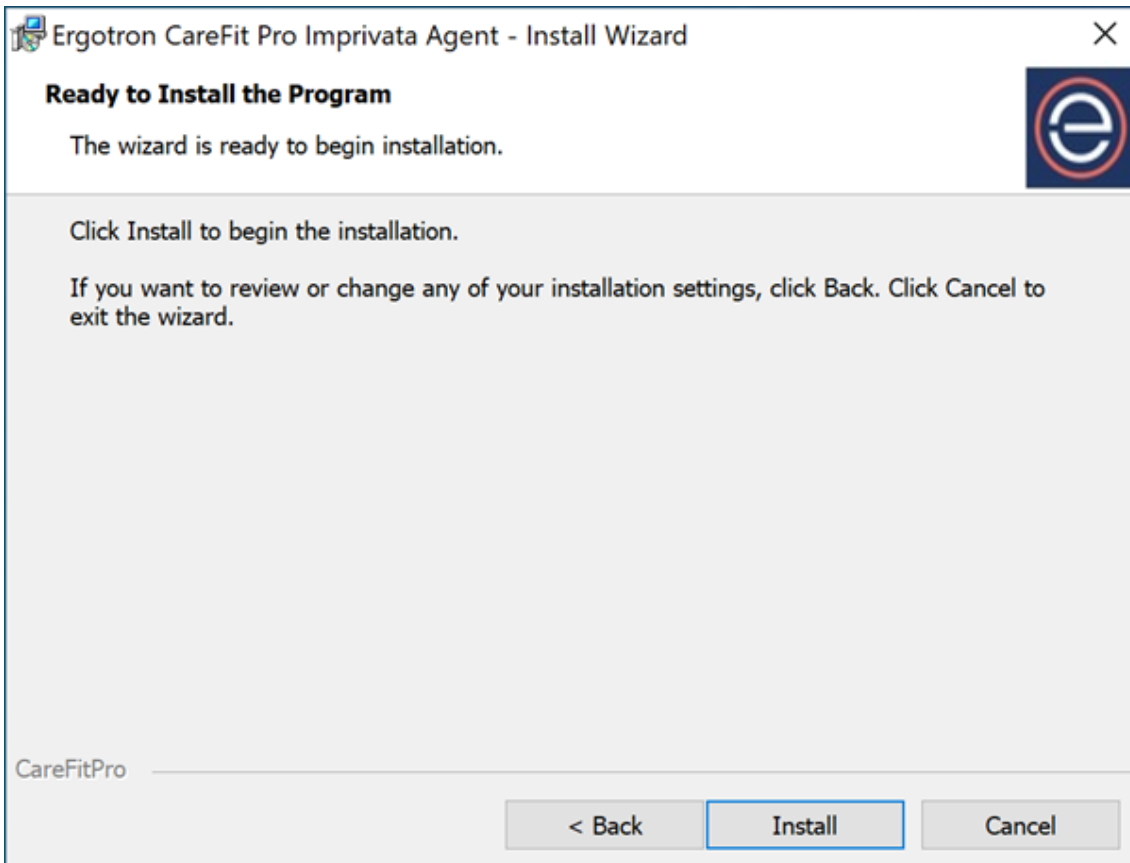 Ergotron CareFit Pro Imprivata Agent - Install Wizard
Ready to Install the Program
The wizard is ready to begin installation.
Click Install to begin the installation.
If you want to review or change any of your installation settings, click Back. Click Cancel to
exit the wizard.
CareFitPro
< Back
Install
Cancel